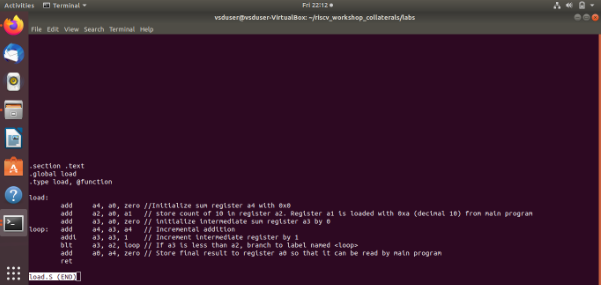 Activities Terminal Fri 22:12
vsduser@vsduser-VirtualBox: ~/riscv_workshop_collaterals/labs
File Edit View Search Terminal Help
.section .text
.global load
.type load, @function
load:
add a4, a0, zero //Initialize sum register a4 with 0x0
add a2, a0, a1 // store count of 10 in register a2. Register a1 is loaded with 0xa (decimal 10) from main program
add a3, a0, zero // initialize intermediate sum register a3 by 0
loop: add a4, a3, a4 // Incremental addition
addi a3, a3, 1 // Increment intermediate register by 1
blt a3, a2, loop // If a3 is less than a2, branch to label named <loop>
add a0, a4, zero // Store final result to register a0 so that it can be read by main program
ret
load.S (END)